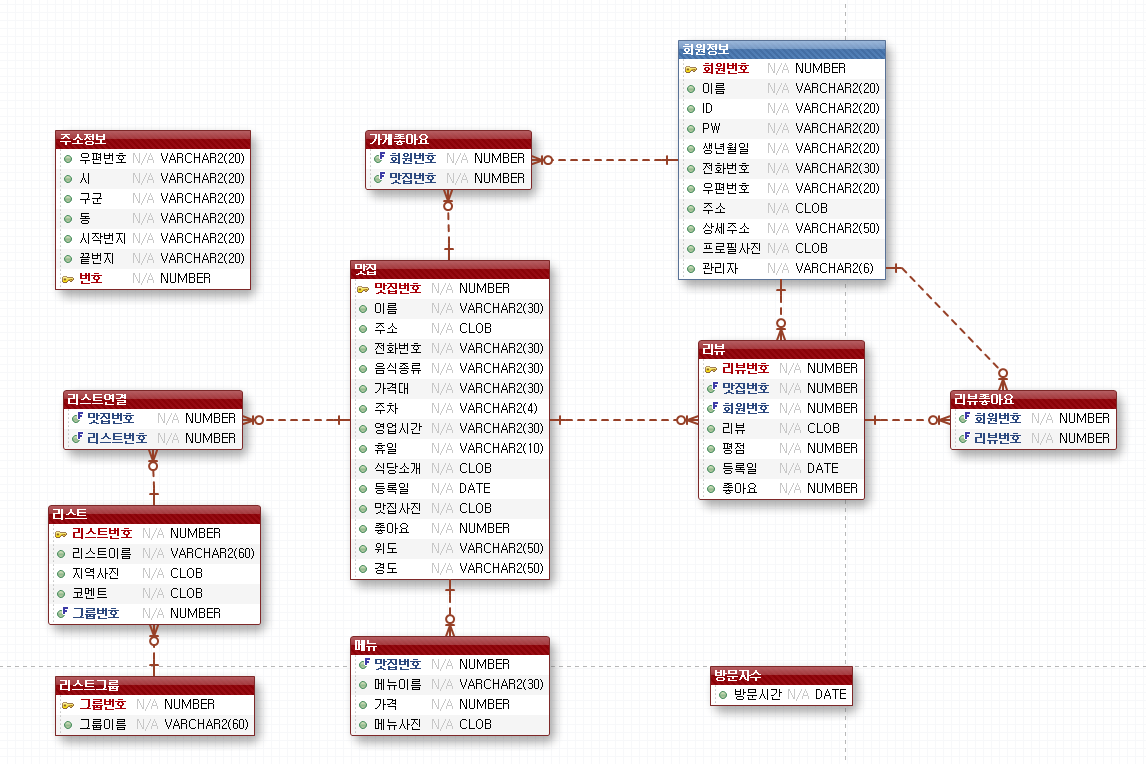 회원정보
회원번호 N/A NUMBER
이름 N/A VARCHAR2(20)
ID N/A VARCHAR2(20)
PW N/A VARCHAR2(20)
생년월일 N/A VARCHAR2(20)
전화번호 N/A VARCHAR2(30)
우편번호 N/A VARCHAR2(20)
주소 N/A CLOB
상세주소 N/A VARCHAR2(50)
프로필사진 N/A CLOB
관리자 N/A VARCHAR2(6)
주소정보
우편번호 N/A VARCHAR2(20)
시 N/A VARCHAR2(20)
구군 N/A VARCHAR2(20)
동 N/A VARCHAR2(20)
시작번지 N/A VARCHAR2(20)
끝번지 N/A VARCHAR2(20)
번호 N/A NUMBER
가게좋아요
회원번호 N/A NUMBER
맛집번호 N/A NUMBER
맛집
맛집번호 N/A NUMBER
이름 N/A VARCHAR2(30)
주소 N/A CLOB
전화번호 N/A VARCHAR2(30)
음식종류 N/A VARCHAR2(30)
가격대 N/A VARCHAR2(30)
주차 N/A VARCHAR2(4)
영업시간 N/A VARCHAR2(30)
휴일 N/A VARCHAR2(10)
식당소개 N/A CLOB
등록일 N/A DATE
맛집사진 N/A CLOB
좋아요 N/A NUMBER
위도 N/A VARCHAR2(50)
경도 N/A VARCHAR2(50)
리뷰
리뷰번호 N/A NUMBER
맛집번호 N/A NUMBER
회원번호 N/A NUMBER
리뷰 N/A CLOB
평점 N/A NUMBER
등록일 N/A DATE
좋아요 N/A NUMBER
리뷰좋아요
회원번호 N/A NUMBER
리뷰번호 N/A NUMBER
리스트연결
맛집번호 N/A NUMBER
리스트번호 N/A NUMBER
리스트
리스트번호 N/A NUMBER
리스트이름 N/A VARCHAR2(60)
지역사진 N/A CLOB
코멘트 N/A CLOB
그룹번호 N/A NUMBER
리스트그룹
그룹번호 N/A NUMBER
그룹이름 N/A VARCHAR2(60)
메뉴
맛집번호 N/A NUMBER
메뉴이름 N/A VARCHAR2(30)
가격 N/A NUMBER
메뉴사진 N/A CLOB
방문자수
방문시간 N/A DATE